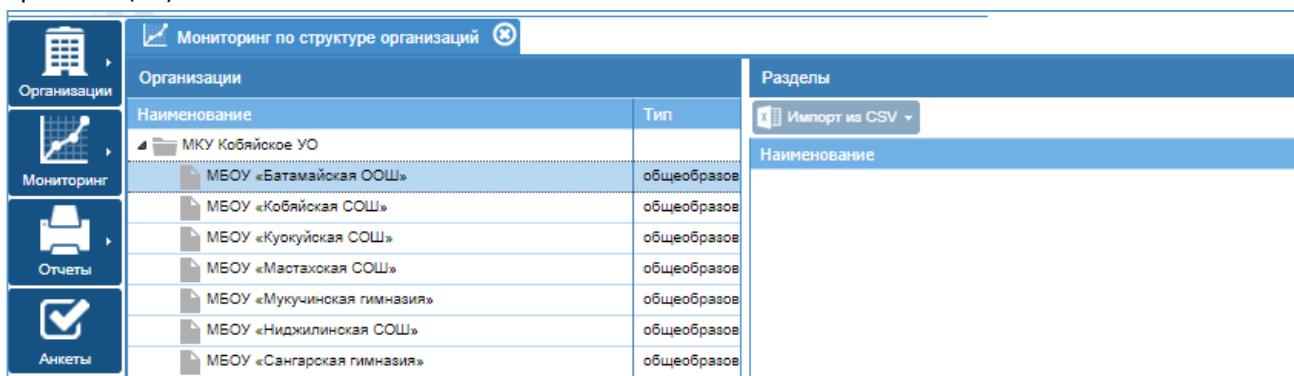 Мониторинг по структуре организаций
Организации
Мониторинг
Отчеты
Анкеты
Организации
Наименование Тип
МКУ Кобяйское УО
МБОУ «Батамайская ООШ» общеобразов
МБОУ «Кобяйская СОШ» общеобразов
МБОУ «Куокуйская СОШ» общеобразов
МБОУ «Мастахская СОШ» общеобразов
МБОУ «Мукучинская гимназия» общеобразов
МБОУ «Ниджилинская СОШ» общеобразов
МБОУ «Сангарская гимназия» общеобразов
Разделы
Импорт из CSV
Наименование